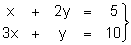 x + 2y = 5
3x + y = 10}